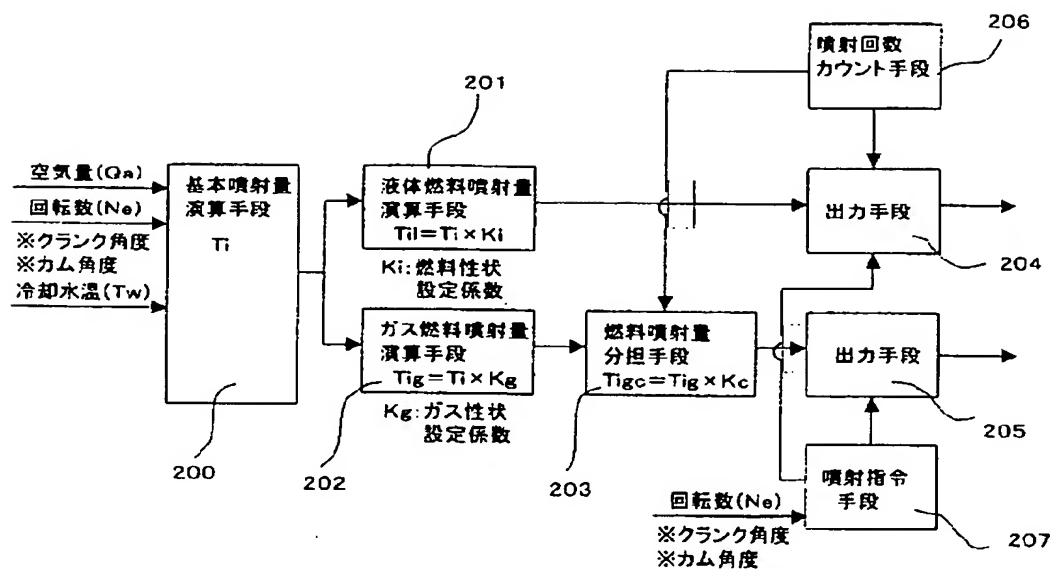 206
噴射回数
カウント手段
201
空気量(Qa)
回転数(Ne)
※クランク角度
※カム角度
冷却水温(Tw)
基本噴射量
演算手段
Ti
200
液体燃料噴射量
演算手段
Til=Ti×Ki
Ki:燃料性状
設定係数
出力手段
204
ガス燃料噴射量
演算手段
Tig=Ti×Kg
Kg:ガス性状
設定係数
202
燃料噴射量
分担手段
Tigc=Tig×Kc
203
出力手段
205
噴射指令
手段
207
回転数(Ne)
※クランク角度
※カム角度